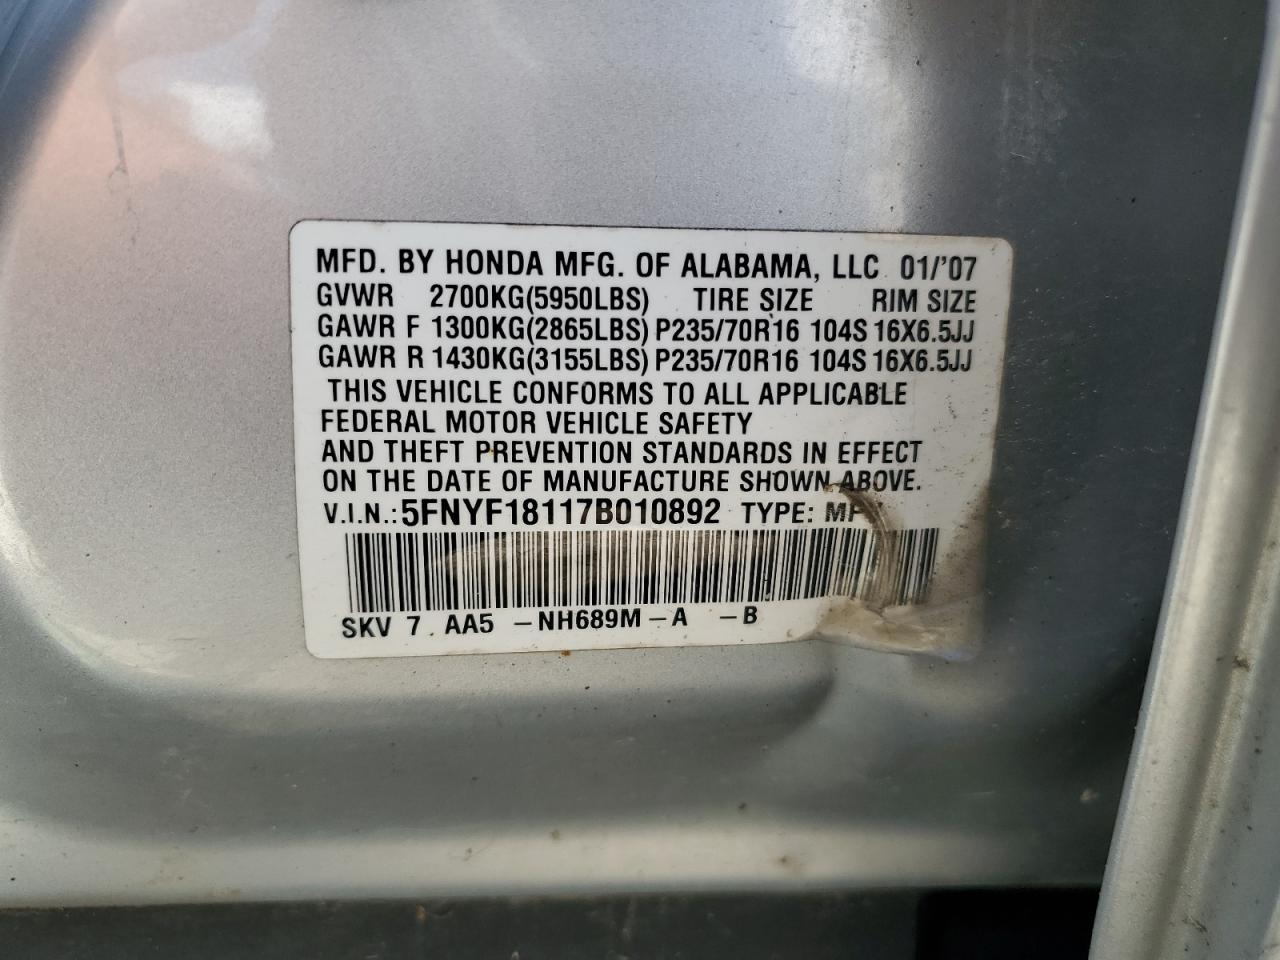 MFD. BY HONDA MFG. OF ALABAMA, LLC 01/'07
GVWR 2700KG(5950LBS) TIRE SIZE RIM SIZE
GAWR F 1300KG(2865LBS) P235/70R16 104S 16X6.5JJ
GAWR R 1430KG(3155LBS) P235/70R16 104S 16X6.5JJ
THIS VEHICLE CONFORMS TO ALL APPLICABLE
FEDERAL MOTOR VEHICLE SAFETY
AND THEFT PREVENTION STANDARDS IN EFFECT
ON THE DATE OF MANUFACTURE SHOWN ABOVE.
V.I.N.: 5FNYF18117B010892 TYPE:
SKV 7 AA5 -NH689M-A -B